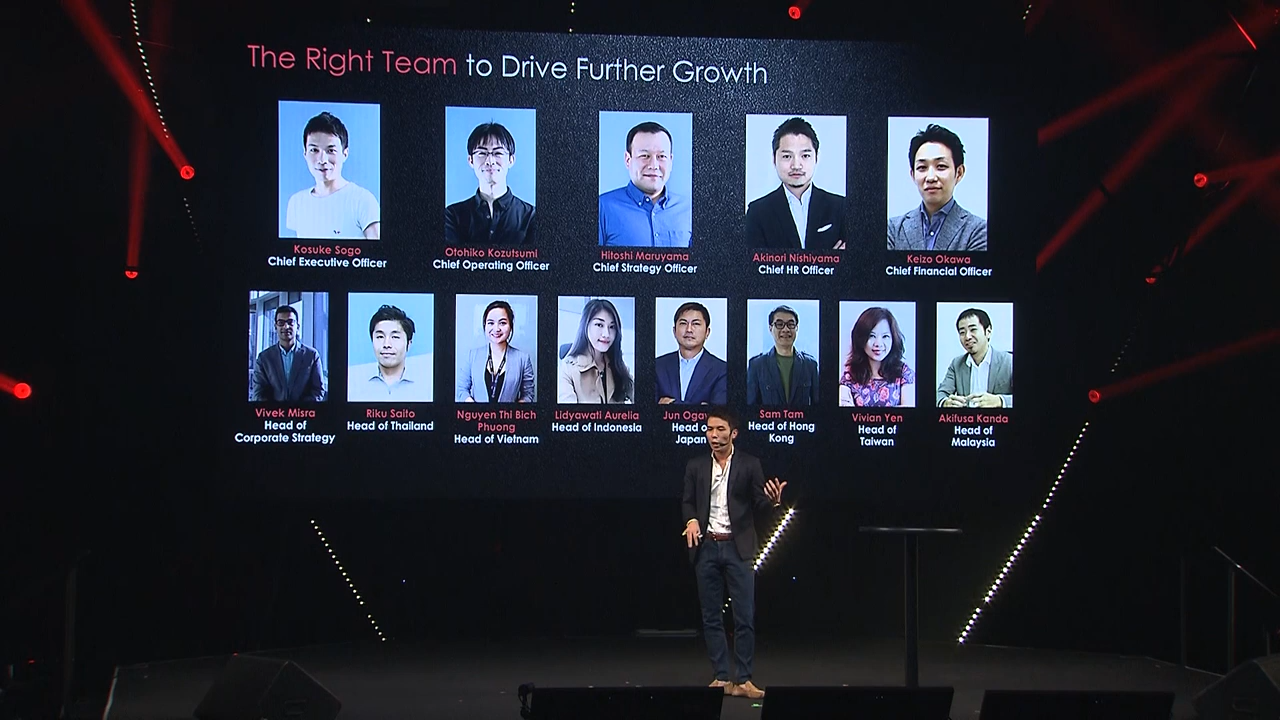 The Right Team to Drive Further Growth
Kosuke Sogo
Chief Executive Officer
Otohiko Kozutsumi
Chief Operating Officer
Hitoshi Maruyama
Chief Strategy Officer
Akinori Nishiyama
Chief HR Officer
Keizo Okawa
Chief Financial Officer
Vivek Misra
Head of
Corporate Strategy
Riku Saito
Head of Thailand
Nguyen Thi Bich
Phuong
Head of Vietnam
Lidyawati Aurelia
Head of Indonesia
Jun
Head
Japan
Sam Tam
Head of Hong
Kong
Vivian Yen
Head of
Taiwan
Akifusa Kanda
Head of
Malaysia